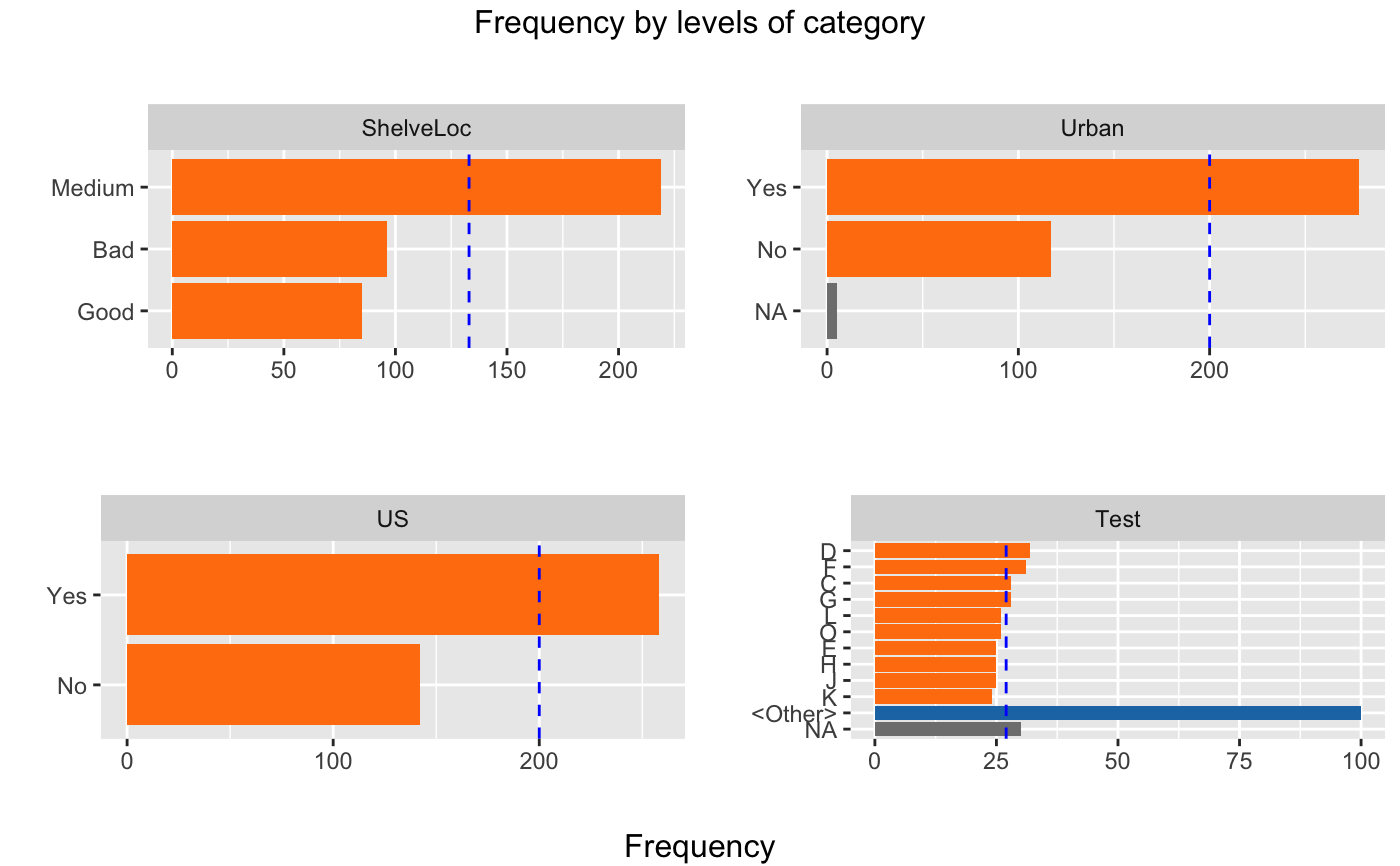 Frequency by levels of category
ShelveLoc
Medium
Bad
Good
0 50 100 150 200
Urban
Yes
No
NA
0 100 200
US
Yes
No
0 100 200
Test
D
C
G
O
H
J
K
<Other>
NA
0 25 50 75 100
Frequency